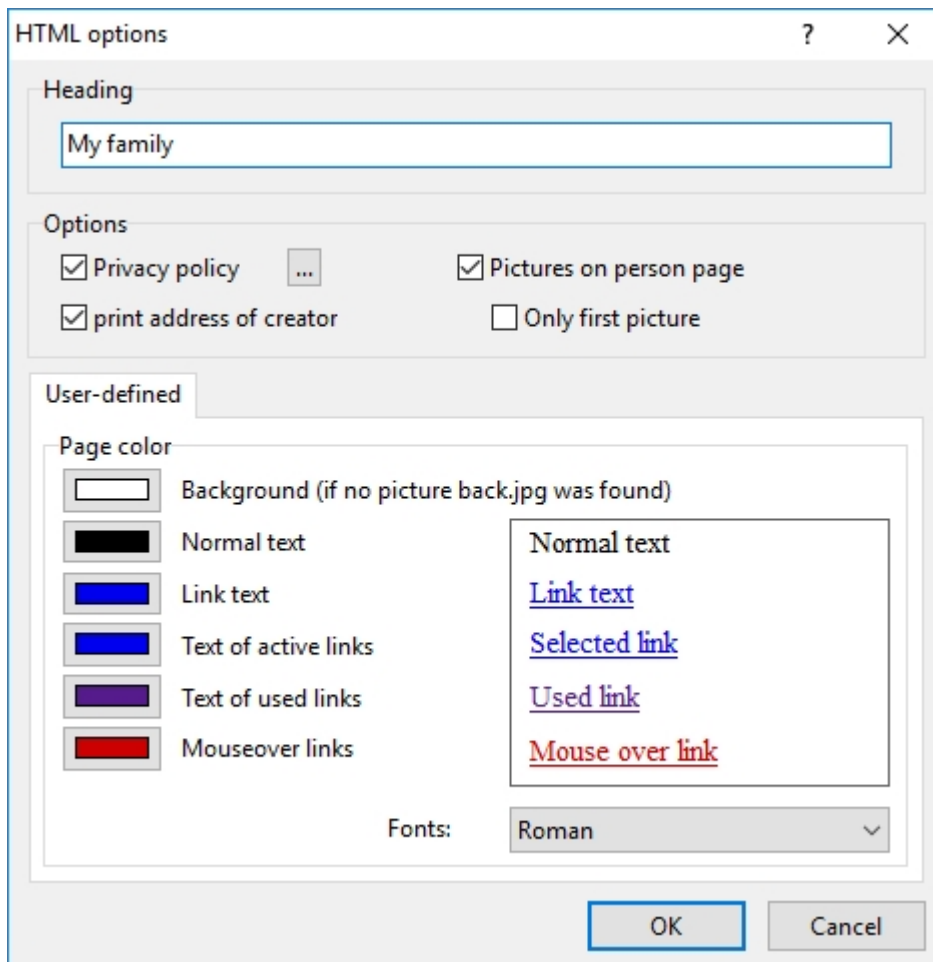 HTML options ?
Heading
My family
Options
Privacy policy ... Pictures on person page
print address of creator Only first picture
User-defined
Page color
Background (if no picture back.jpg was found)
Normal text Normal text
Link text Link text
Text of active links Selected link
Text of used links Used link
Mouseover links Mouse over link
Fonts: Roman
OK Cancel